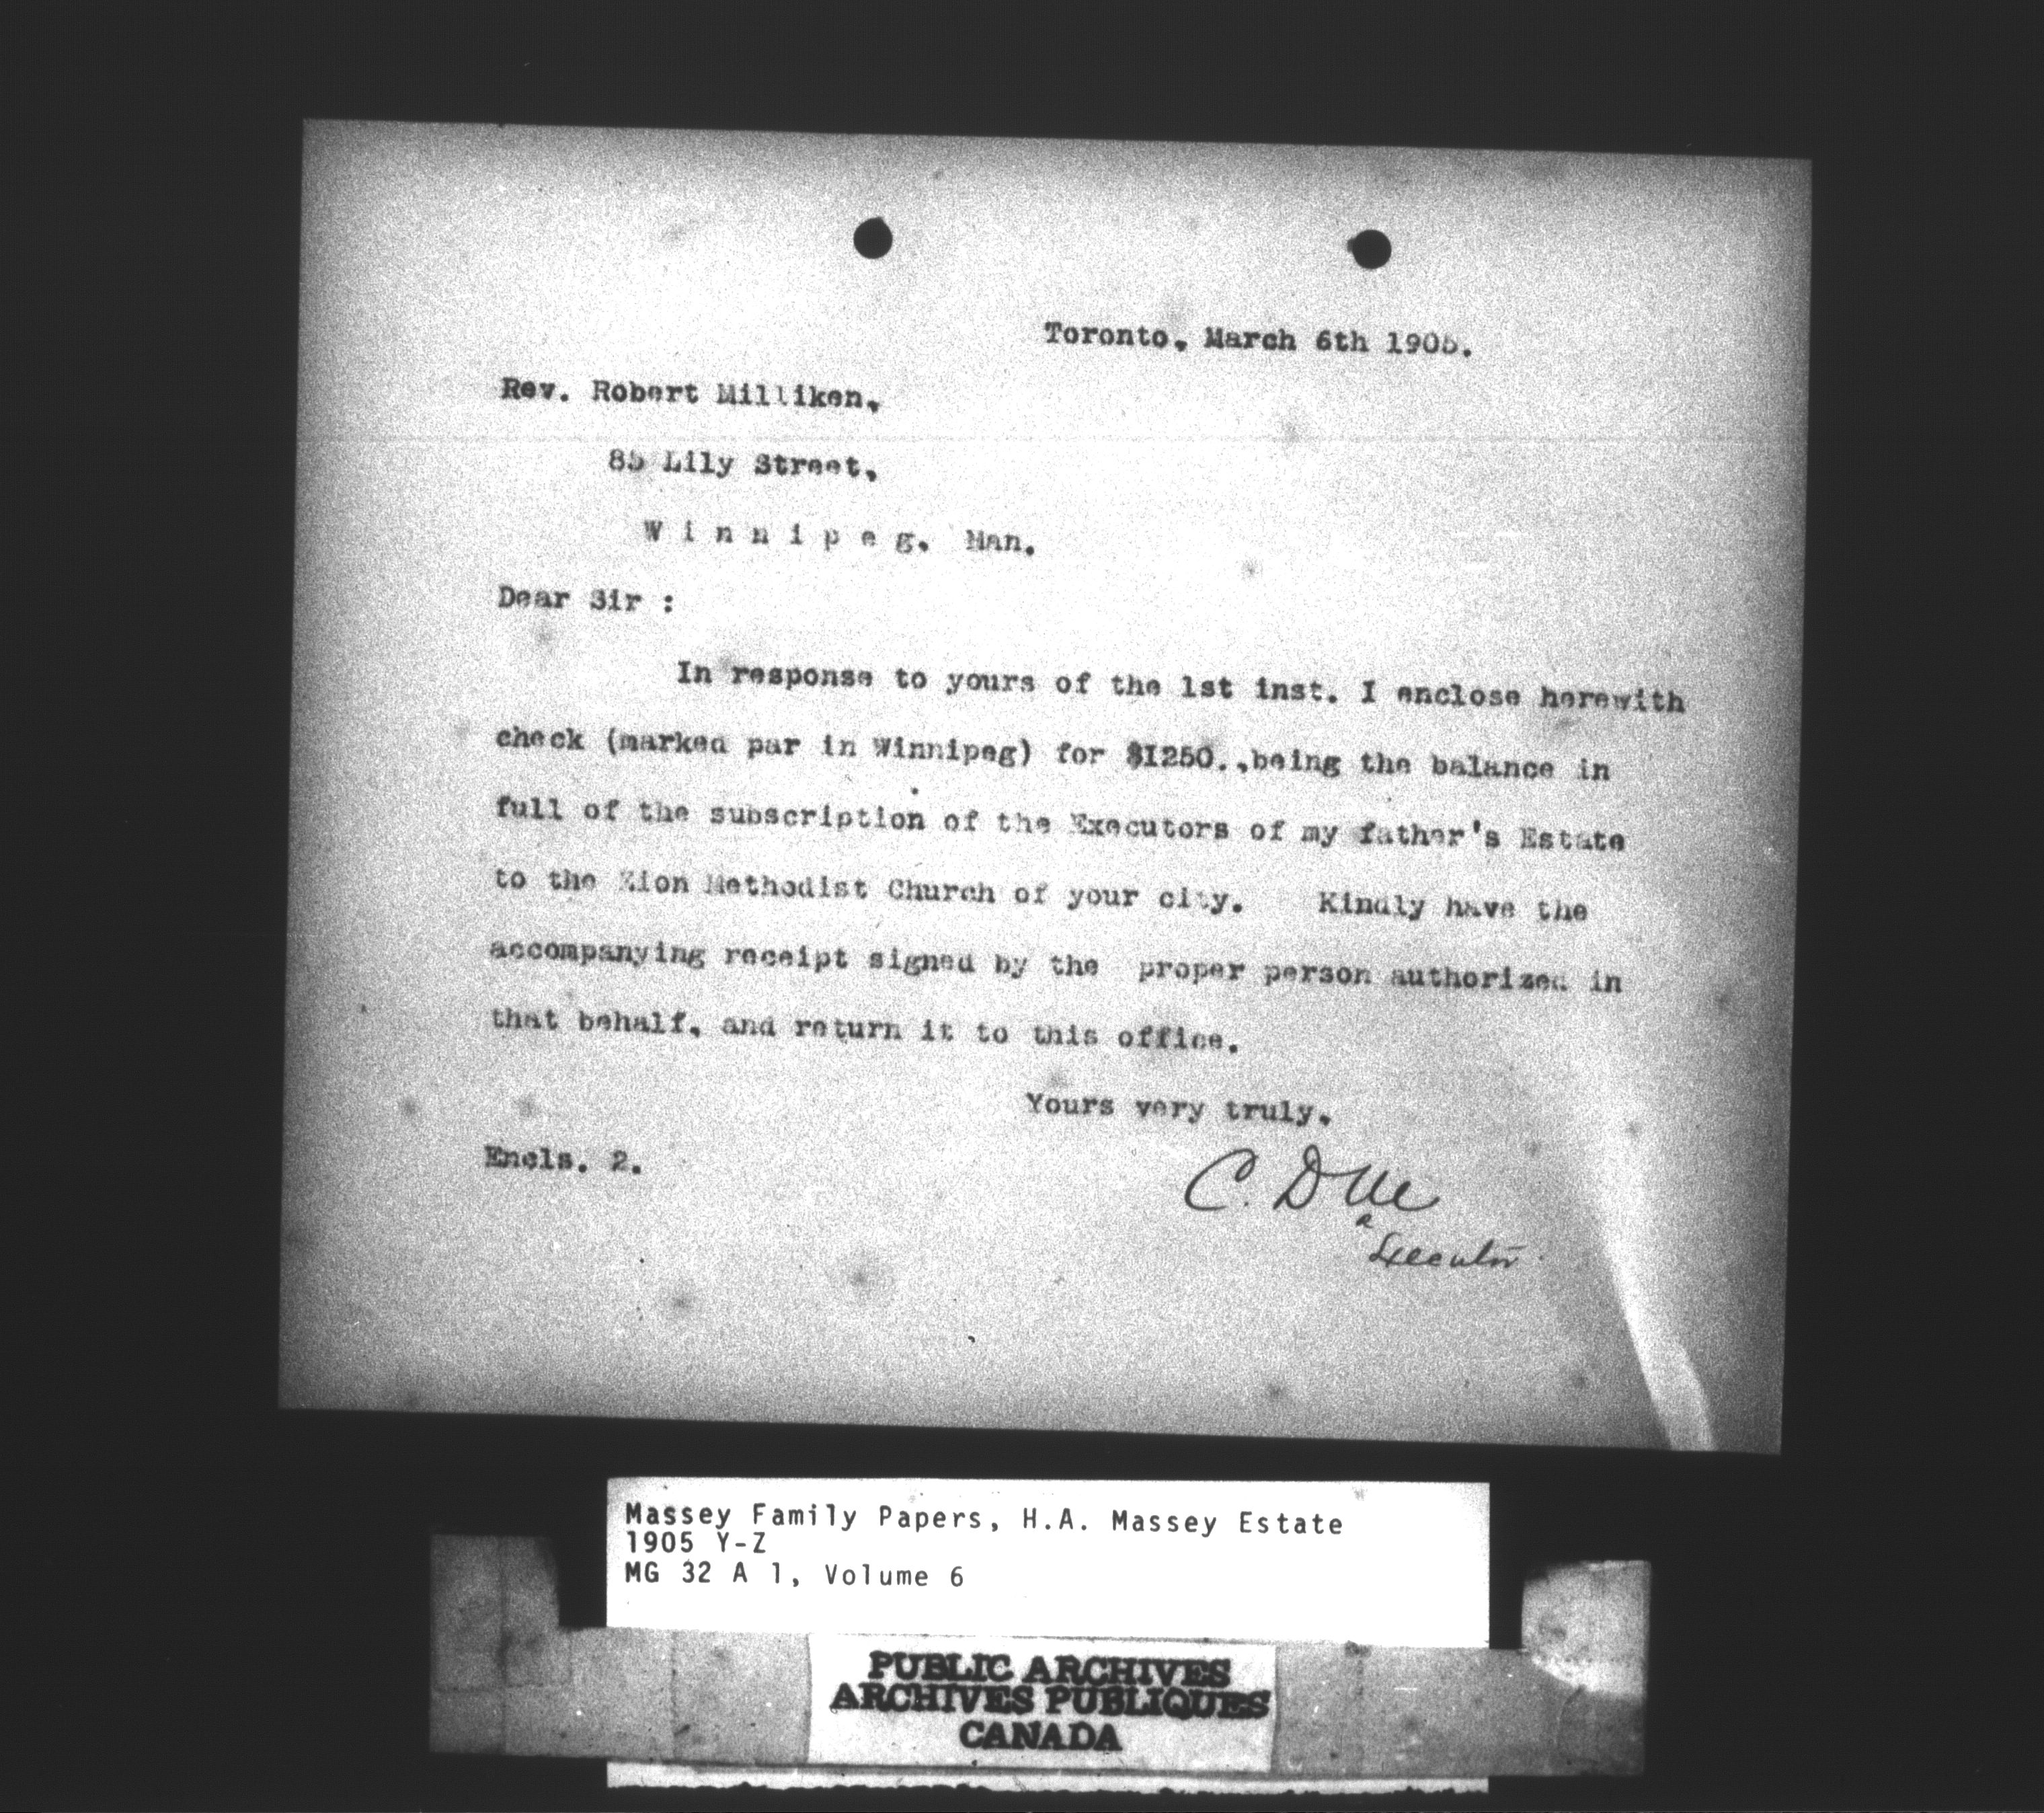 Toronto, March 6th 1905.
Rev. Robert Milliken,
85 Lily Street,
W i n n i p e g, Man.
Dear Sir :
In response to yours of the 1st inst. I enclose herewith
check (marked par in Winnipeg) for $1250.,being the balance in
full of the subscription of the Executors of my father's Estate
to the Zion Methodist Church of your city. Kindly have the
accompanying receipt signed by the proper person authorized in
that behalf, and return it to this office.
Yours very truly,
Encls. 2.
C. D
Executor
Massey Family Papers, H.A. Massey Estate
1905 Y-Z
MG 32 A 1, Volume 6
PUBLIC ARCHIVES
ARCHIVES PUBLIQUES
CANADA